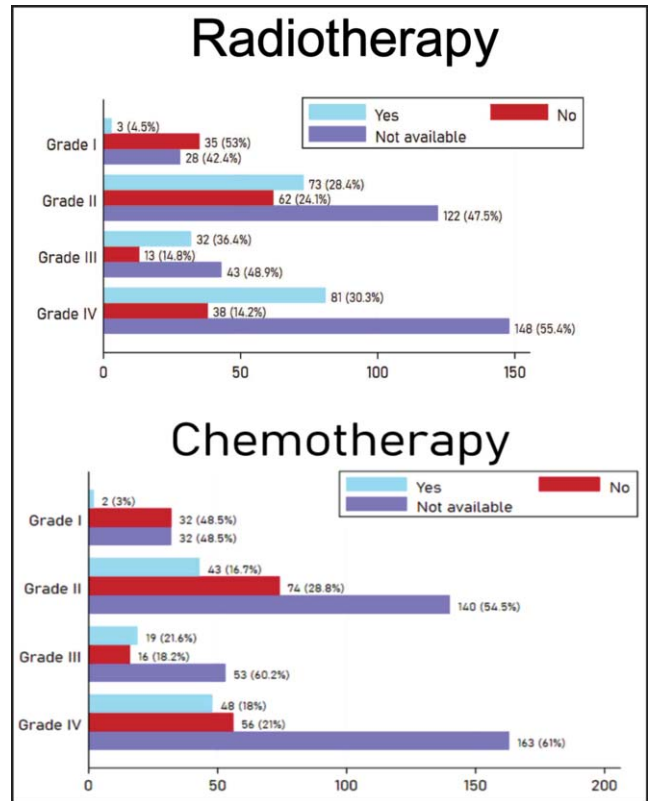 Radiotherapy
Yes No
Not available
3 (4.5%)
Grade I 35 (53%)
28 (42.4%)
73 (28.4%)
Grade II 62 (24.1%)
122 (47.5%)
32 (36.4%)
Grade III 13 (14.8%)
43 (48.9%)
81 (30.3%)
Grade IV 38 (14.2%)
148 (55.4%)
0 50 100 150
Chemotherapy
Yes No
Not available
2 (3%)
Grade I 32 (48.5%)
32 (48.5%)
43 (16.7%)
Grade II 74 (28.8%)
140 (54.5%)
19 (21.6%)
Grade III 16 (18.2%)
53 (60.2%)
48 (18%)
Grade IV 56 (21%)
163 (61%)
0 50 100 150 200